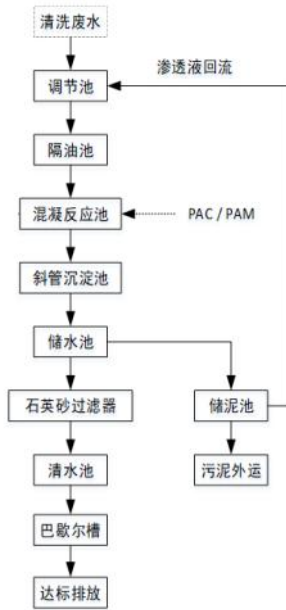 清洗废水
渗透液回流
调节池
隔油池
混凝反应池
PAC / PAM
斜管沉淀池
储水池
石英砂过滤器
储泥池
清水池
污泥外运
巴歇尔槽
达标排放